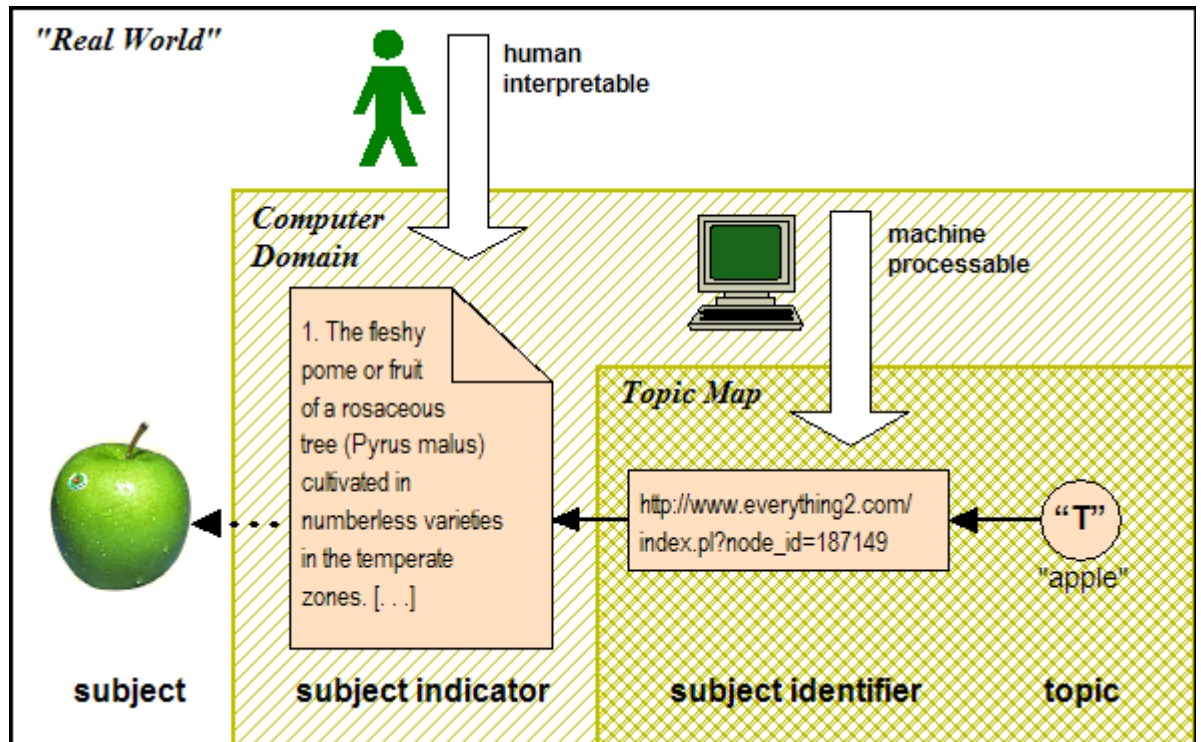 "Real World"
human
interpretable
Computer
Domain
machine
processable
1. The fleshy
pome or fruit
of a rosaceous
tree (Pyrus malus)
cultivated in
numberless varieties
in the temperate
zones. [. . .]
Topic Map
http://www.everything2.com/
index.pl?node_id=187149
“T”
"apple"
subject
subject indicator
subject identifier
topic